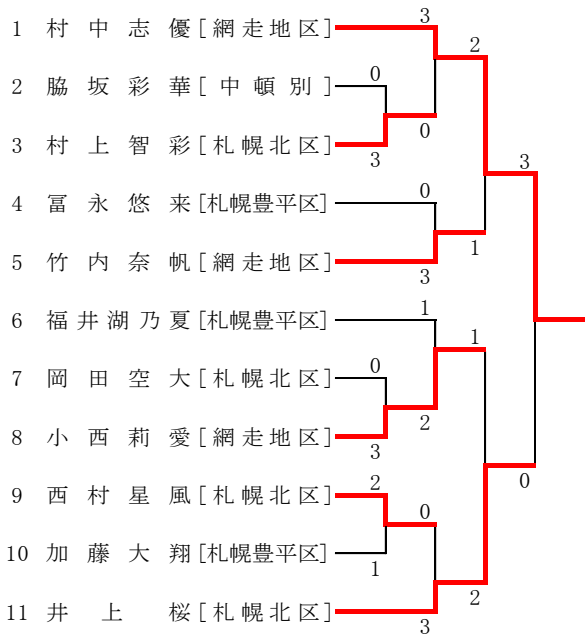 3
1 村中志優 [網走地区]
2
0
2 脇坂彩華 [中頓別]
0
3 村上智彩 [札幌北区]
3
3
0
4 冨永悠来 [札幌豊平区]
1
5 竹内奈帆 [網走地区]
3
1
6 福井湖乃夏 [札幌豊平区]
1
0
7 岡田空大 [札幌北区]
2
8 小西莉愛 [網走地区]
3
0
2
9 西村星風 [札幌北区]
0
10 加藤大翔 [札幌豊平区]
1
2
11 井上桜 [札幌北区]
3